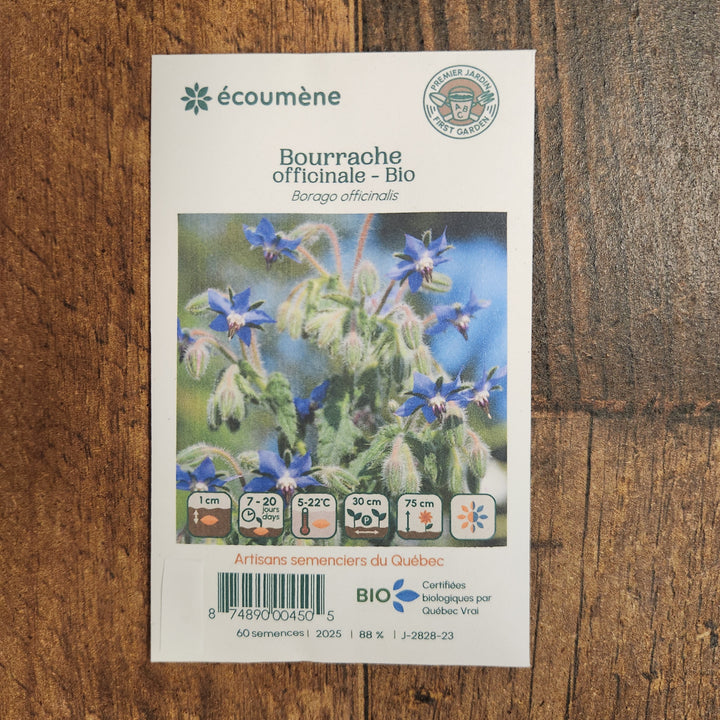 écoumène
PREMIER JARDIN
A B C
FIRST GARDEN
Bourrache
officinale - Bio
Borago officinalis
1 cm
7 - 20
jours
days
5-22°C
30 cm
P
75 cm
Artisans semenciers du Québec
8 74890 00450 5
BIO
Certifiées
biologiques par
Québec Vrai
60 semences | 2025 | 88 % | J-2828-23